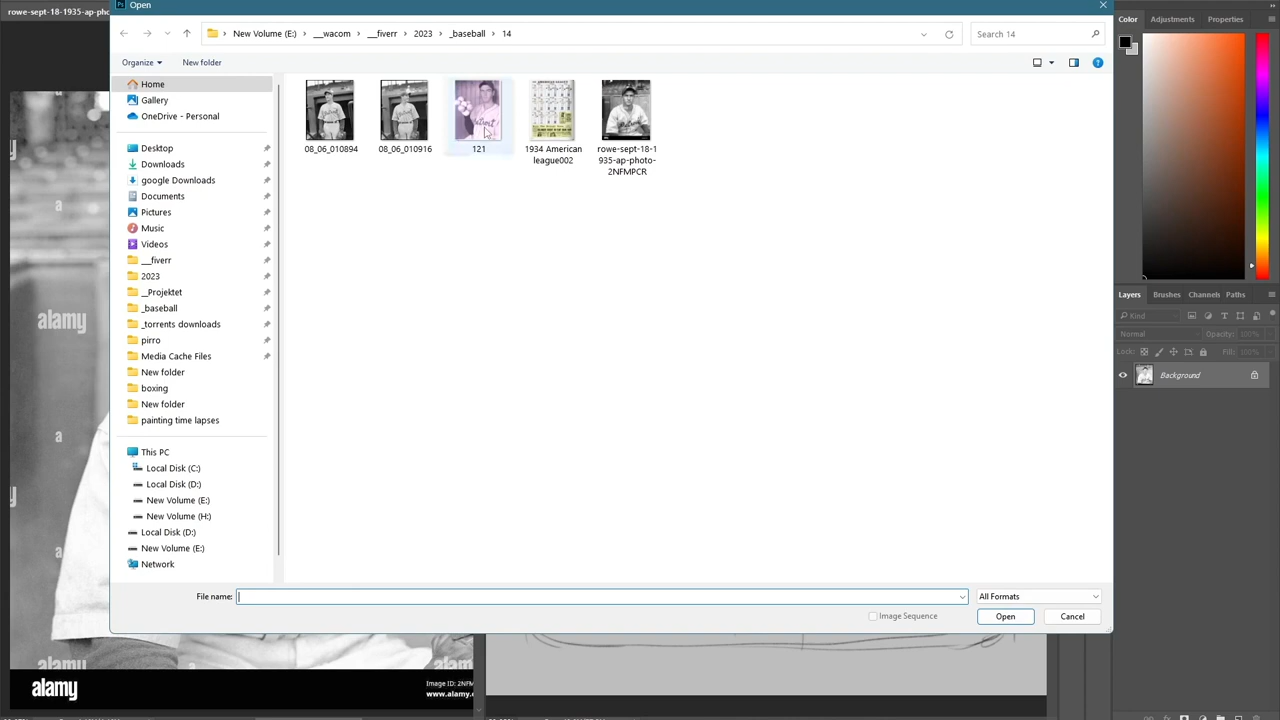 rowe-sept-18-1935-ap-pho
Ps Open
New Volume (E:) > __wacom > __fiverr > 2023 > _baseball > 14
Search 14
Organize
New folder
Home
Gallery
OneDrive - Personal
Desktop
Downloads
google Downloads
Documents
Pictures
Music
Videos
__fiverr
2023
__Projektet
_baseball
_torrents downloads
pirro
Media Cache Files
New folder
boxing
New folder
painting time lapses
This PC
Local Disk (C:)
Local Disk (D:)
New Volume (E:)
New Volume (H:)
Local Disk (D:)
New Volume (E:)
Network
08_06_010894
08_06_010916
121
1934 American
league002
rowe-sept-18-1
935-ap-photo-
2NFMPCR
File name:
All Formats
Image Sequence
Open
Cancel
Color
Adjustments
Properties
Layers
Brushes
Channels
Paths
Kind
Normal
Opacity: 100%
Lock:
Fill: 100%
Background
a
alamy
a
a
alamy
alamy
alamy
alamy
Image ID: 2NFM
www.alamy.